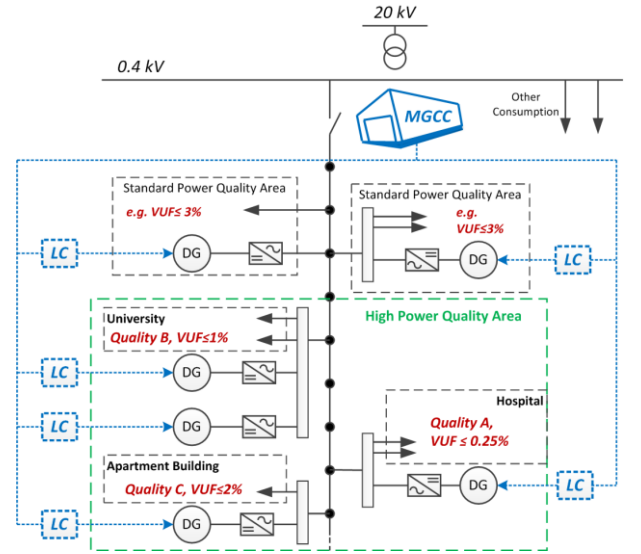 20 kV
0.4 kV
MGCC
Other
Consumption
Standard Power Quality Area
e.g. VUF≤ 3%
LC
DG
Standard Power Quality Area
e.g.
VUF≤3%
DG
LC
High Power Quality Area
University
Quality B, VUF≤1%
LC
DG
LC
DG
Hospital
Quality A,
VUF ≤ 0.25%
DG
LC
Apartment Building
Quality C, VUF≤2%
LC
DG